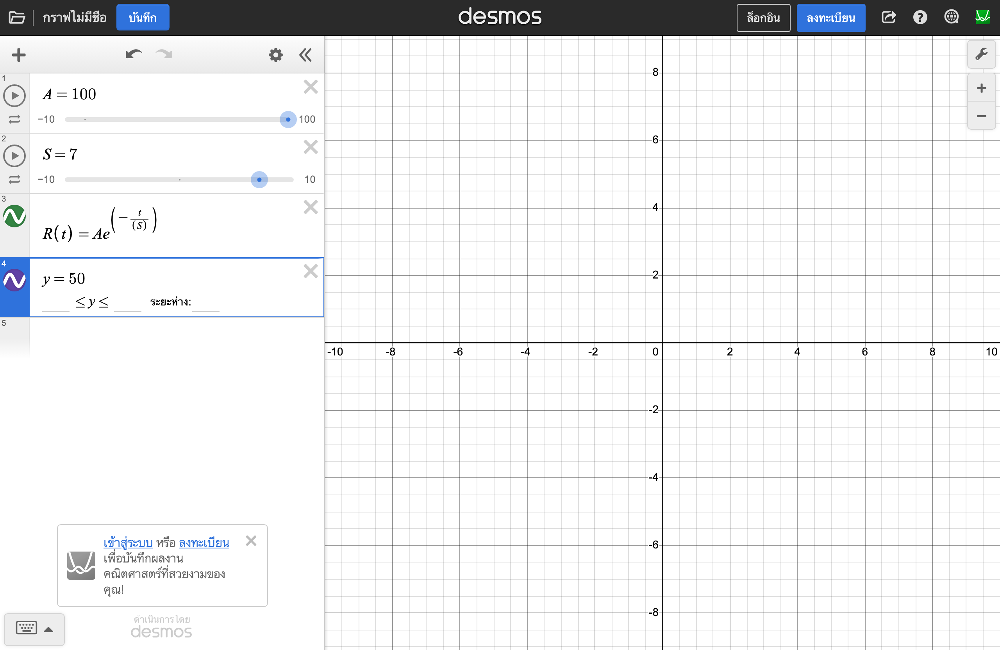 กราฟไม่มีชื่อ บันทึก desmos ล็อกอิน ลงทะเบียน ?
1 A = 100
−10 100
2 S = 7
−10 10
3 R(t) = Ae^(−t/(S))
4 y = 50
≤ y ≤ ระยะห่าง:
5
เข้าสู่ระบบ หรือ ลงทะเบียน
เพื่อบันทึกผลงาน
คณิตศาสตร์ที่สวยงามของ
คุณ!
ดำเนินการโดย
desmos
8
6
4
2
-10 -8 -6 -4 -2 0 2 4 6 8 10
-2
-4
-6
-8